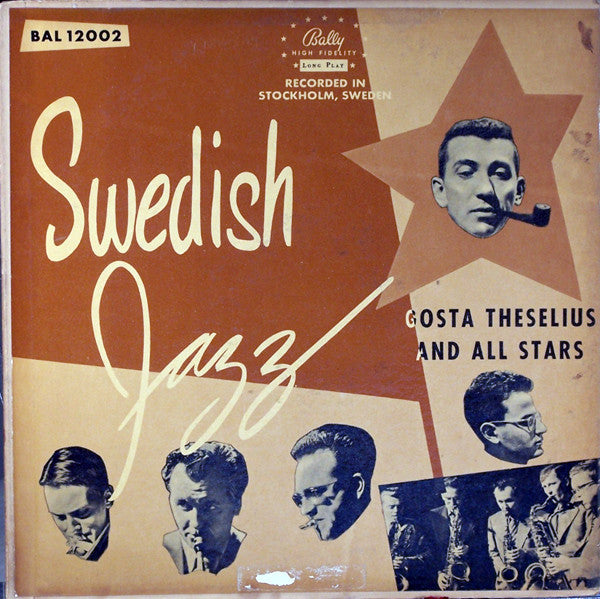 BAL 12002
Bally
HIGH FIDELITY
LONG PLAY
RECORDED IN
STOCKHOLM, SWEDEN
Swedish
Jazz
GOSTA THESELIUS
AND ALL STARS